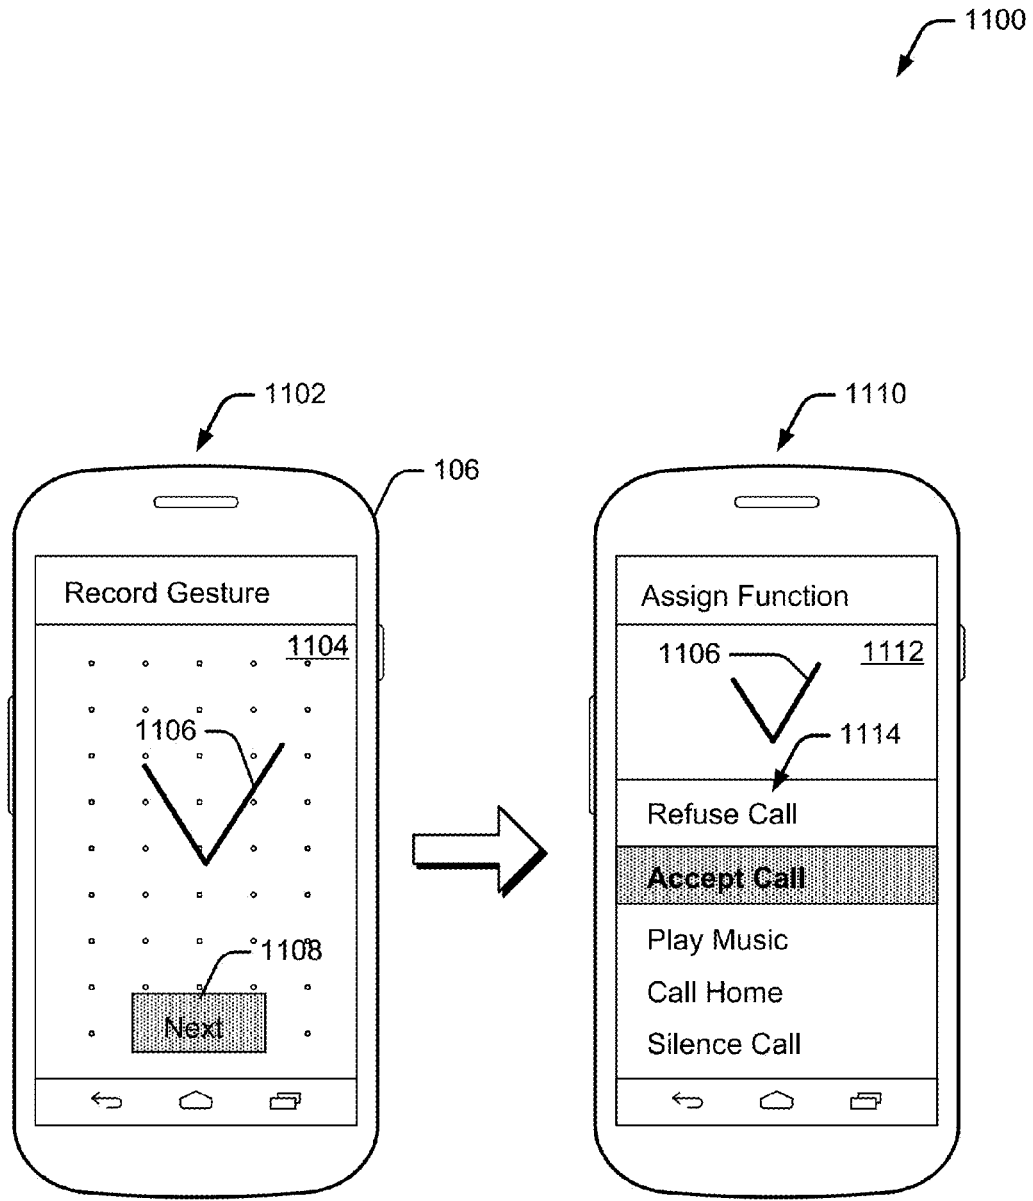 1100
1102
1110
106
Record Gesture
Assign Function
1104
1106
1112
1106
1114
Refuse Call
Accept Call
1108
Play Music
Call Home
Next
Silence Call